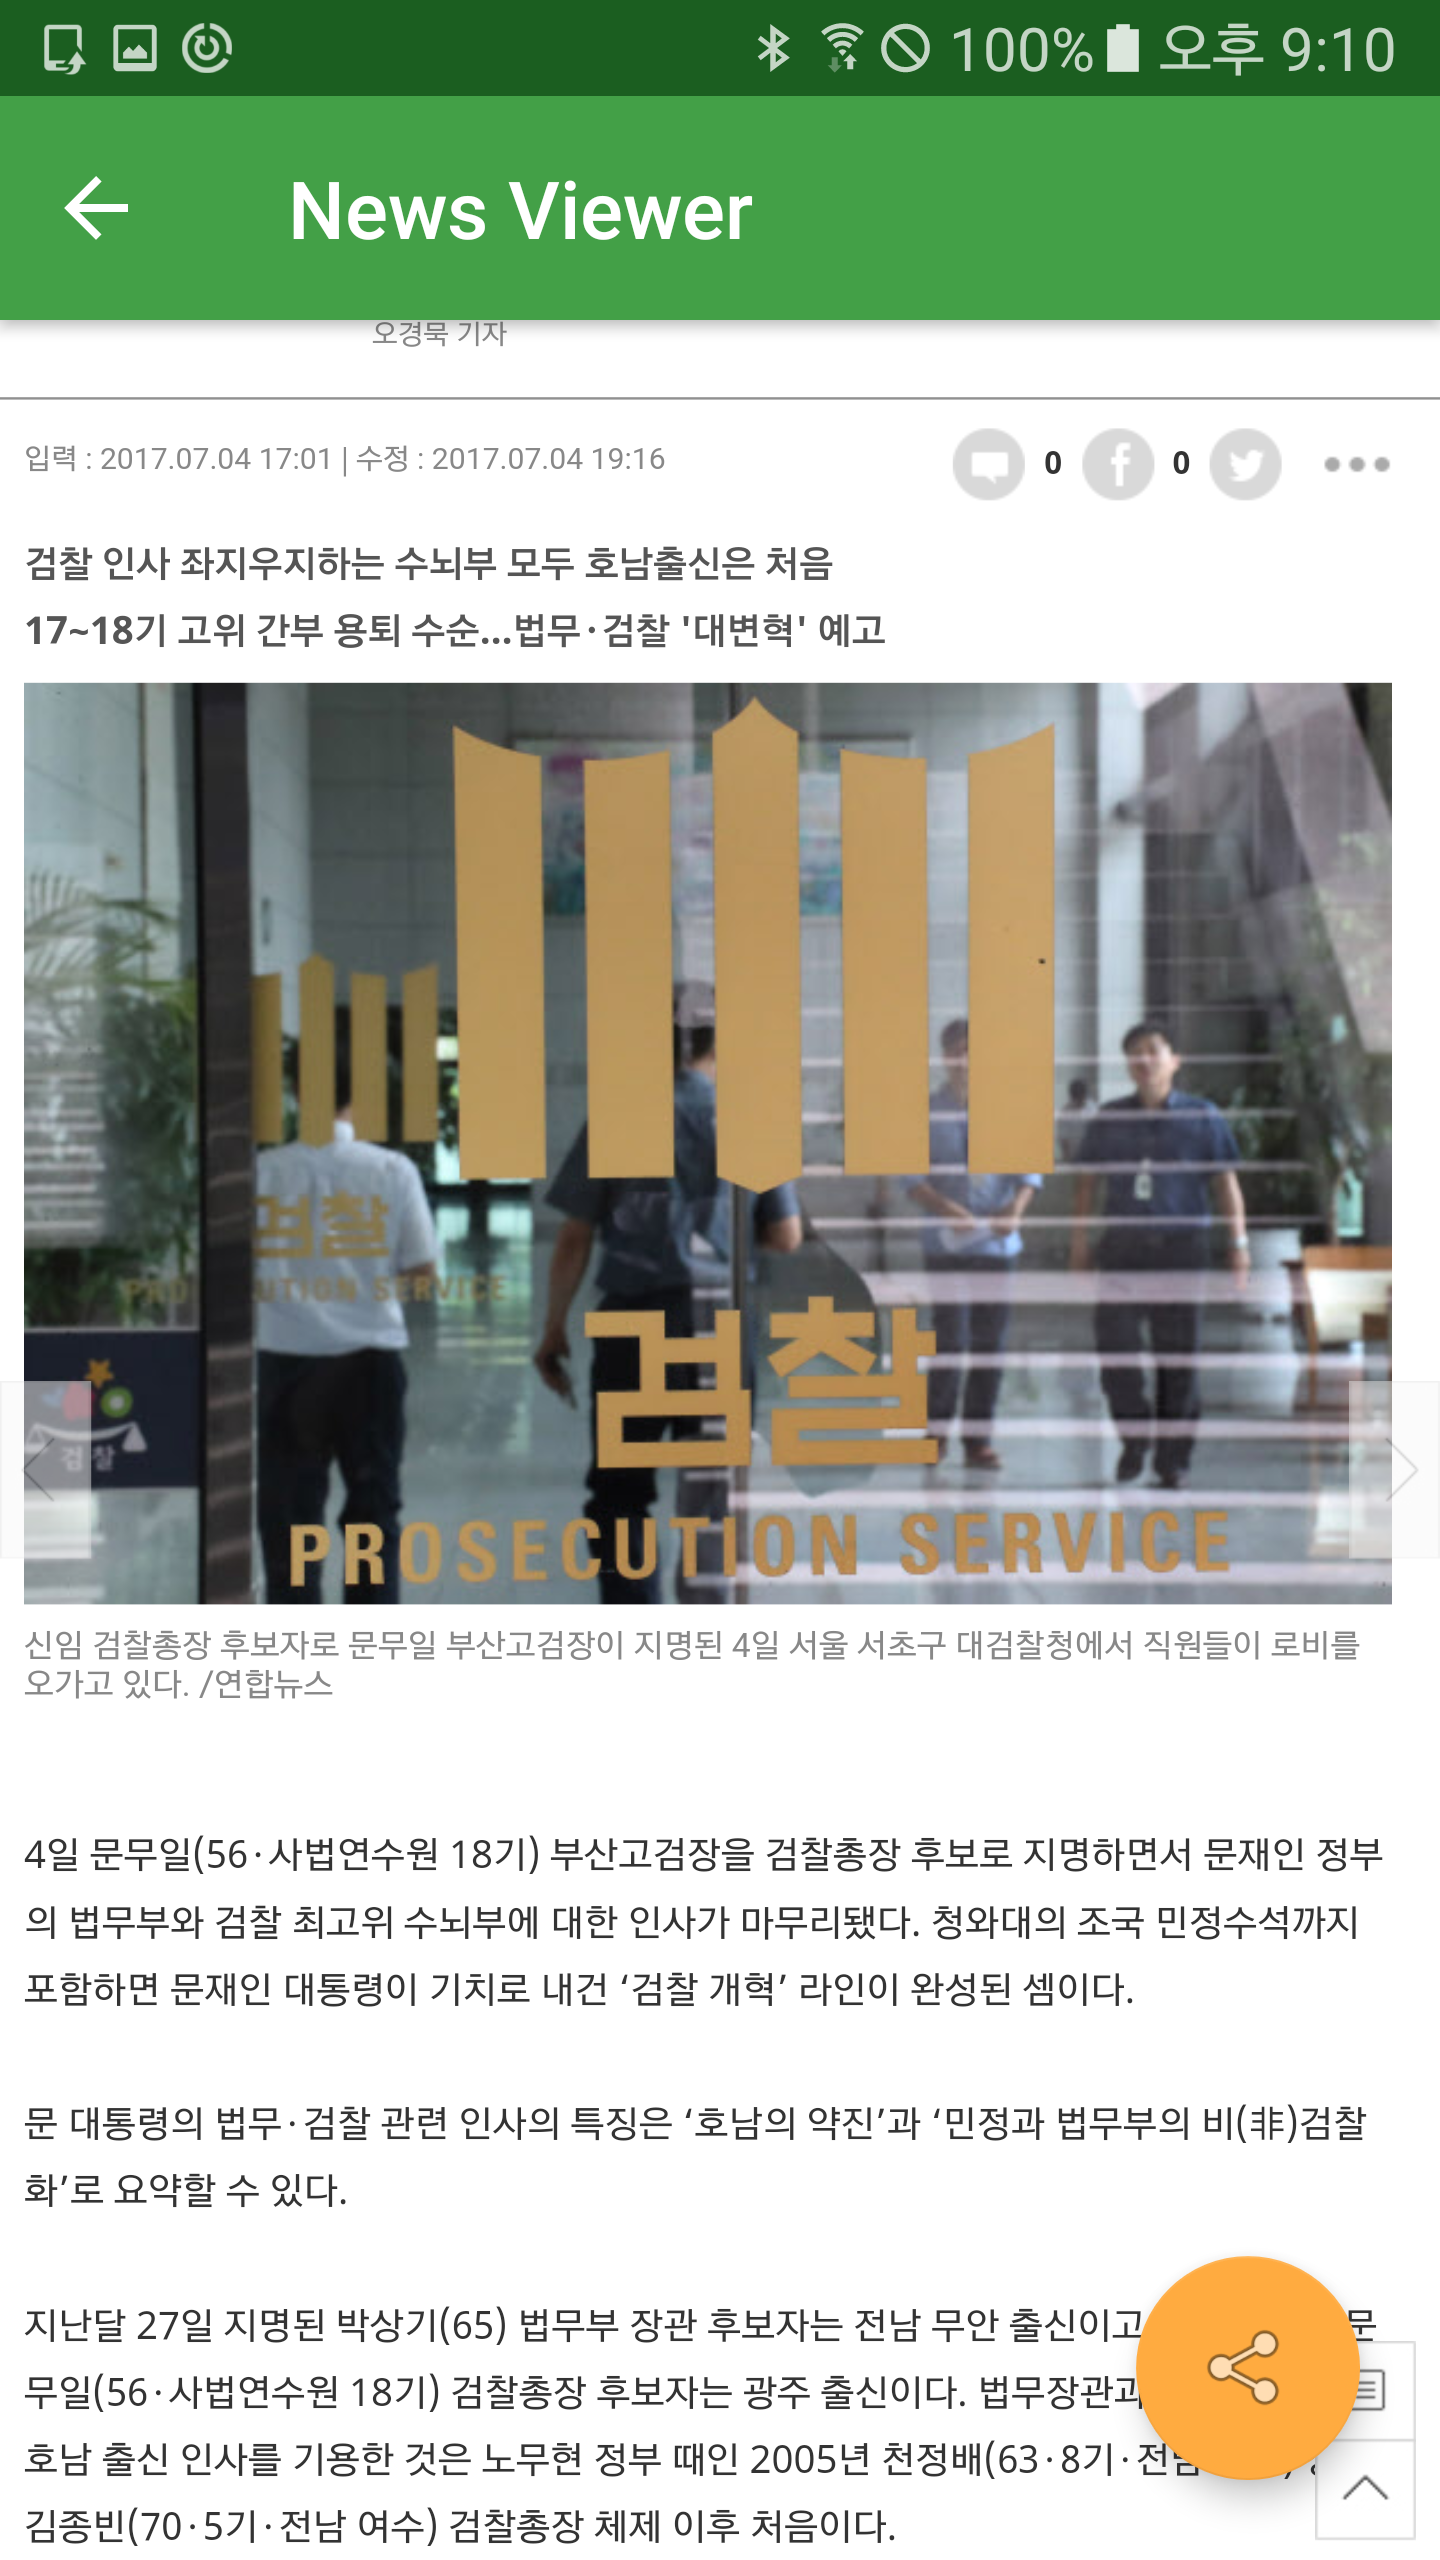 100% 오후 9:10
News Viewer
오경묵 기자
입력 : 2017.07.04 17:01 | 수정 : 2017.07.04 19:16
0 0
검찰 인사 좌지우지하는 수뇌부 모두 호남출신은 처음
17~18기 고위 간부 용퇴 수순...법무·검찰 '대변혁' 예고
검찰
PROSECUTION SERVICE
검찰
검찰
PROSECUTION SERVICE
신임 검찰총장 후보자로 문무일 부산고검장이 지명된 4일 서울 서초구 대검찰청에서 직원들이 로비를
오가고 있다. /연합뉴스
4일 문무일(56·사법연수원 18기) 부산고검장을 검찰총장 후보로 지명하면서 문재인 정부
의 법무부와 검찰 최고위 수뇌부에 대한 인사가 마무리됐다. 청와대의 조국 민정수석까지
포함하면 문재인 대통령이 기치로 내건 ‘검찰 개혁’ 라인이 완성된 셈이다.
문 대통령의 법무·검찰 관련 인사의 특징은 ‘호남의 약진’과 ‘민정과 법무부의 비(非)검찰
화’로 요약할 수 있다.
지난달 27일 지명된 박상기(65) 법무부 장관 후보자는 전남 무안 출신이고 문
무일(56·사법연수원 18기) 검찰총장 후보자는 광주 출신이다. 법무장관과
호남 출신 인사를 기용한 것은 노무현 정부 때인 2005년 천정배(63·8기·전남
김종빈(70·5기·전남 여수) 검찰총장 체제 이후 처음이다.